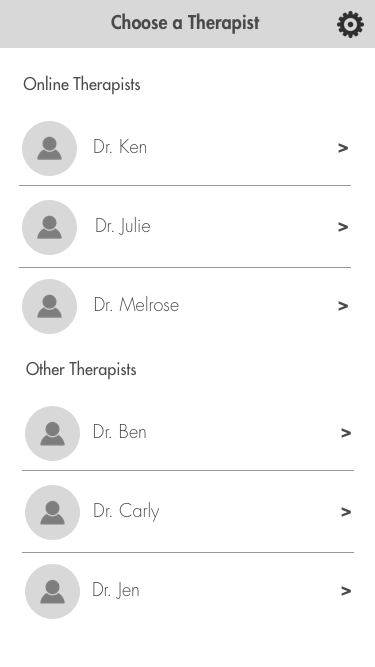 Choose a Therapist
Online Therapists
Dr. Ken >
Dr. Julie >
Dr. Melrose >
Other Therapists
Dr. Ben >
Dr. Carly >
Dr. Jen >